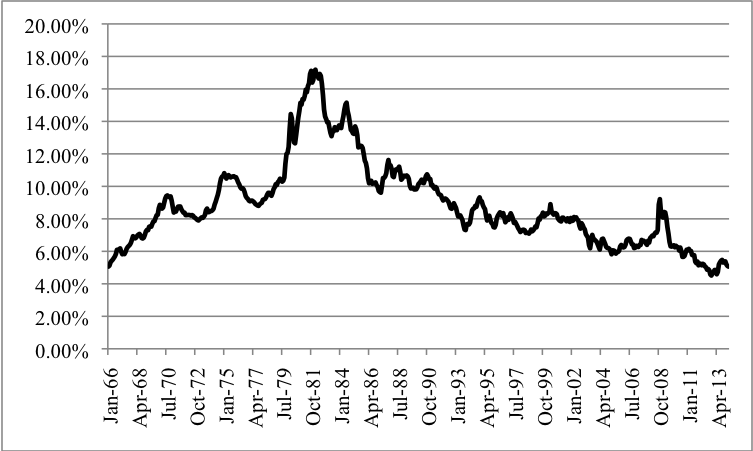 20.00%
18.00%
16.00%
14.00%
12.00%
10.00%
8.00%
6.00%
4.00%
2.00%
0.00%
Jan-66
Apr-68
Jul-70
Oct-72
Jan-75
Apr-77
Jul-79
Oct-81
Jan-84
Apr-86
Jul-88
Oct-90
Jan-93
Apr-95
Jul-97
Oct-99
Jan-02
Apr-04
Jul-06
Oct-08
Jan-11
Apr-13